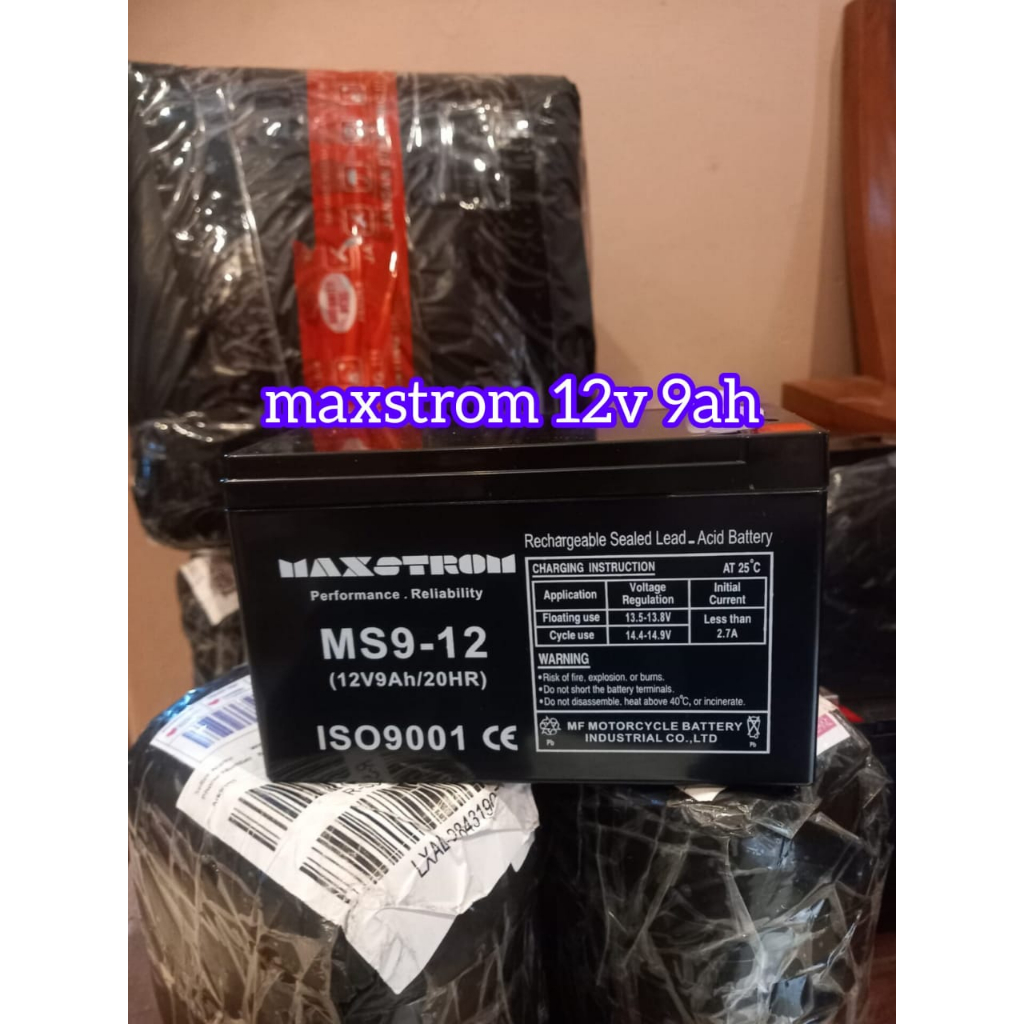 maxstrom 12v 9ah
Rechargeable Sealed Lead-Acid Battery
MAXSTROM
Performance . Reliability
MS9-12
(12V9Ah/20HR)
ISO9001 CE
CHARGING INSTRUCTION AT 25°C
Application Voltage Regulation Initial Current
Floating use 13.5-13.8V Less than 2.7A
Cycle use 14.4-14.9V
WARNING
•Risk of fire, explosion, or burns.
•Do not short the battery terminals.
•Do not disassemble, heat above 40°C, or incinerate.
Pb MF MOTORCYCLE BATTERY Pb
INDUSTRIAL CO.,LTD